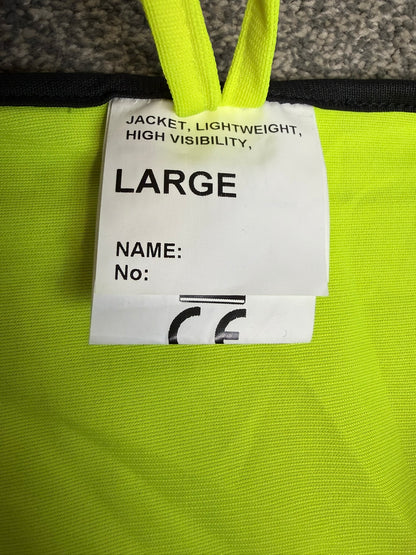 JACKET, LIGHTWEIGHT,
HIGH VISIBILITY,
LARGE
NAME:
No:
CE